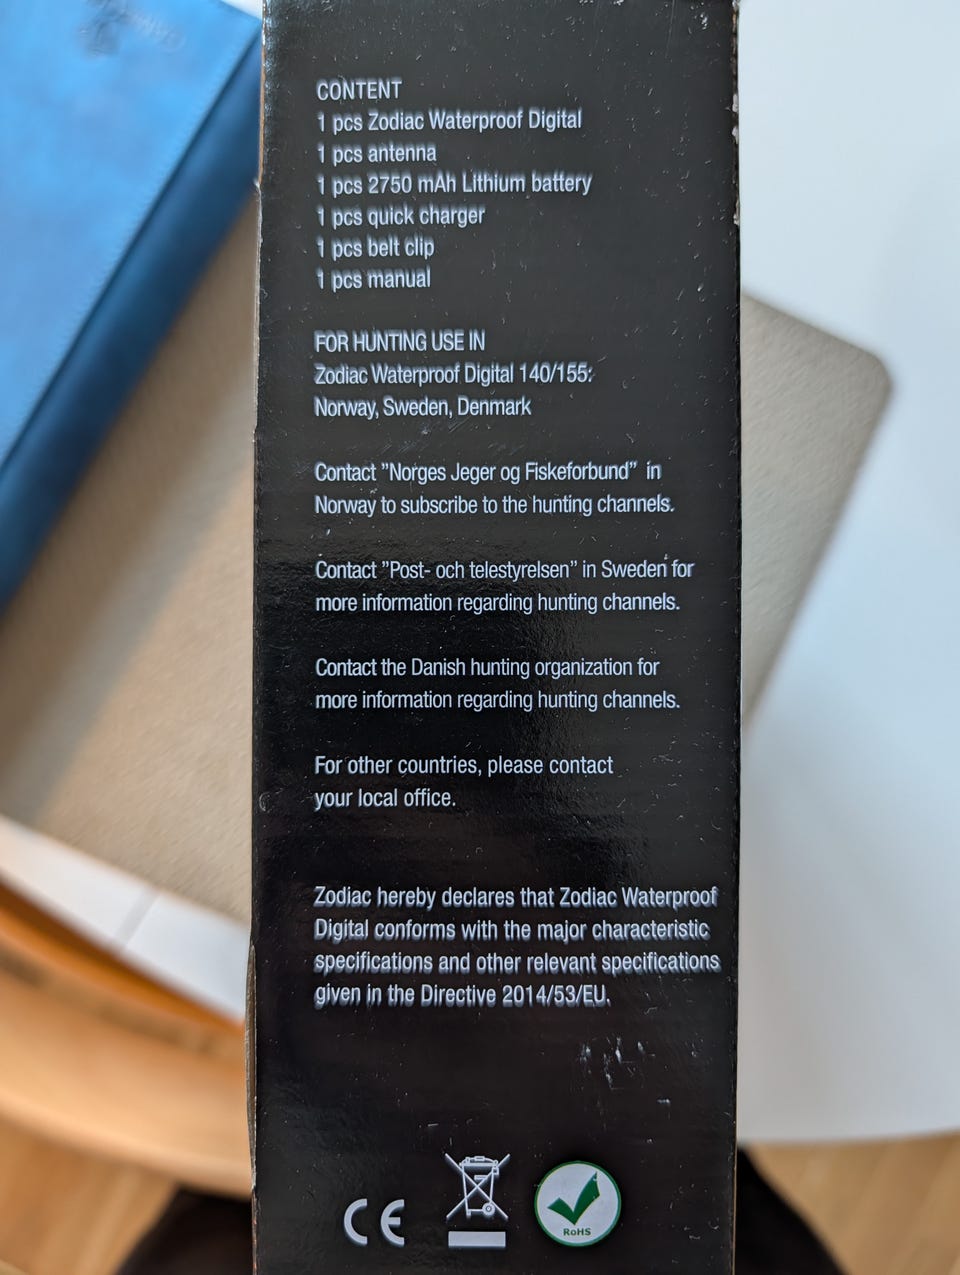 CONTENT
1 pcs Zodiac Waterproof Digital
1 pcs antenna
1 pcs 2750 mAh Lithium battery
1 pcs quick charger
1 pcs belt clip
1 pcs manual
FOR HUNTING USE IN
Zodiac Waterproof Digital 140/155:
Norway, Sweden, Denmark
Contact ”Norges Jeger og Fiskeforbund” in
Norway to subscribe to the hunting channels.
Contact ”Post- och telestyrelsen” in Sweden for
more information regarding hunting channels.
Contact the Danish hunting organization for
more information regarding hunting channels.
For other countries, please contact
your local office.
Zodiac hereby declares that Zodiac Waterproof
Digital conforms with the major characteristic
specifications and other relevant specifications
given in the Directive 2014/53/EU.
CE
RoHS